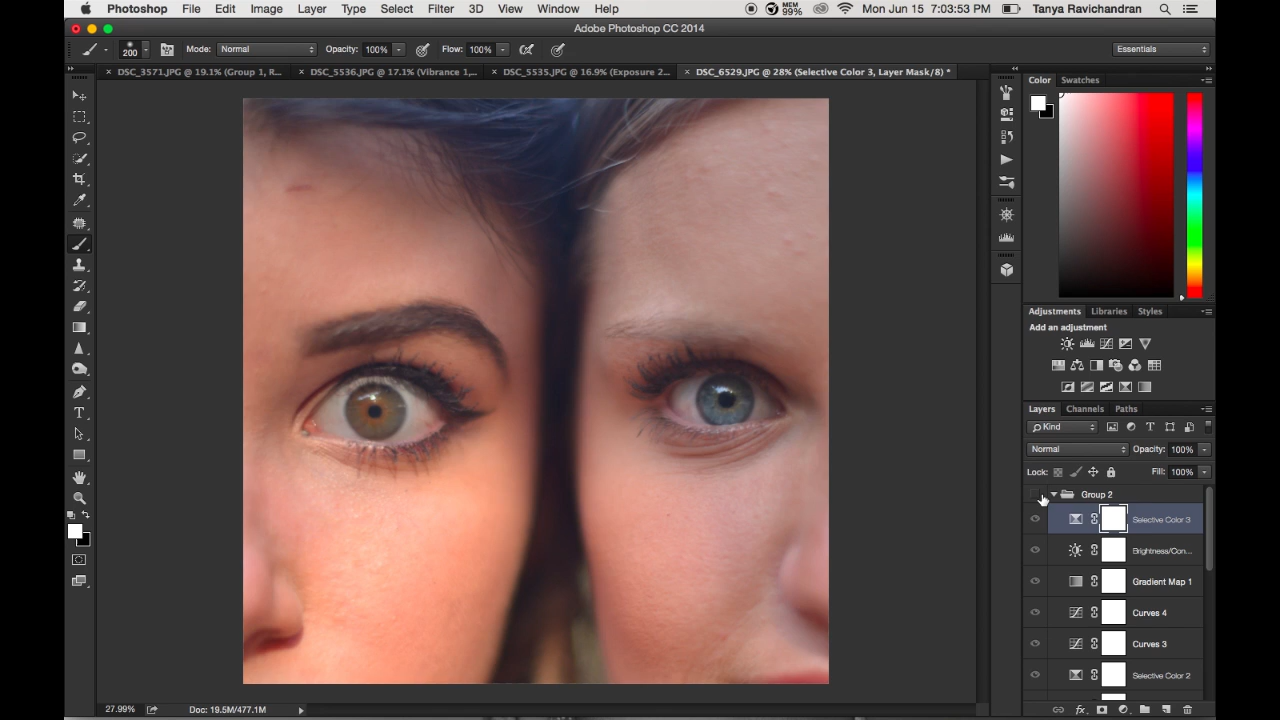 Photoshop File Edit Image Layer Type Select Filter 3D View Window Help MEM 99% Mon Jun 15 7:03:53 PM Tanya Ravichandran
Adobe Photoshop CC 2014
200 Mode: Normal Opacity: 100% Flow: 100% Essentials
DSC_3571.JPG @ 19.1% (Group 1, R... DSC_5536.JPG @ 17.1% (Vibrance 1,... DSC_5535.JPG @ 16.9% (Exposure 2... DSC_6529.JPG @ 28% (Selective Color 3, Layer Mask/8) *
Color Swatches
Adjustments Libraries Styles
Add an adjustment
Layers Channels Paths
Kind
Normal Opacity: 100%
Lock: Fill: 100%
Group 2
Selective Color 3
Brightness/Con...
Gradient Map 1
Curves 4
Curves 3
Selective Color 2
27.99% Doc: 19.5M/477.1M